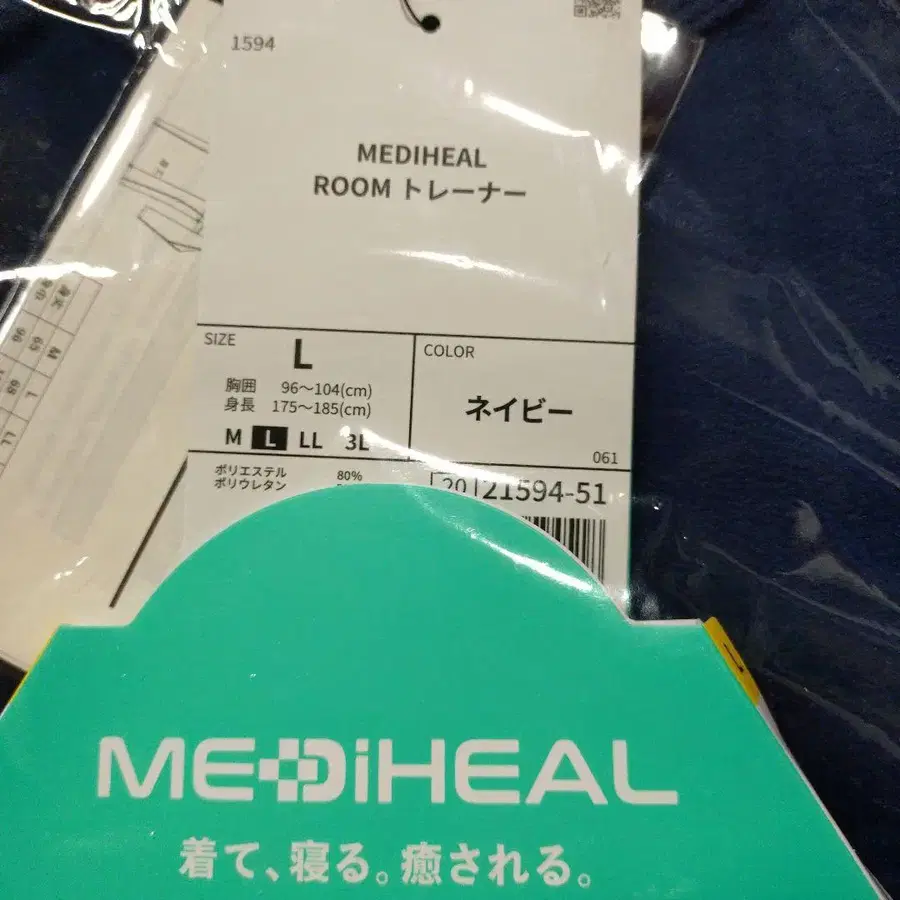 1594
MEDIHEAL
ROOM トレーナー
SIZE
L
胸囲 96～104(cm)
身長 175～185(cm)
M L LL 3L
COLOR
ネイビー
061
ポリエステル 80%
ポリウレタン
[20]21594-51
MEDiHEAL
着て、寝る。癒される。